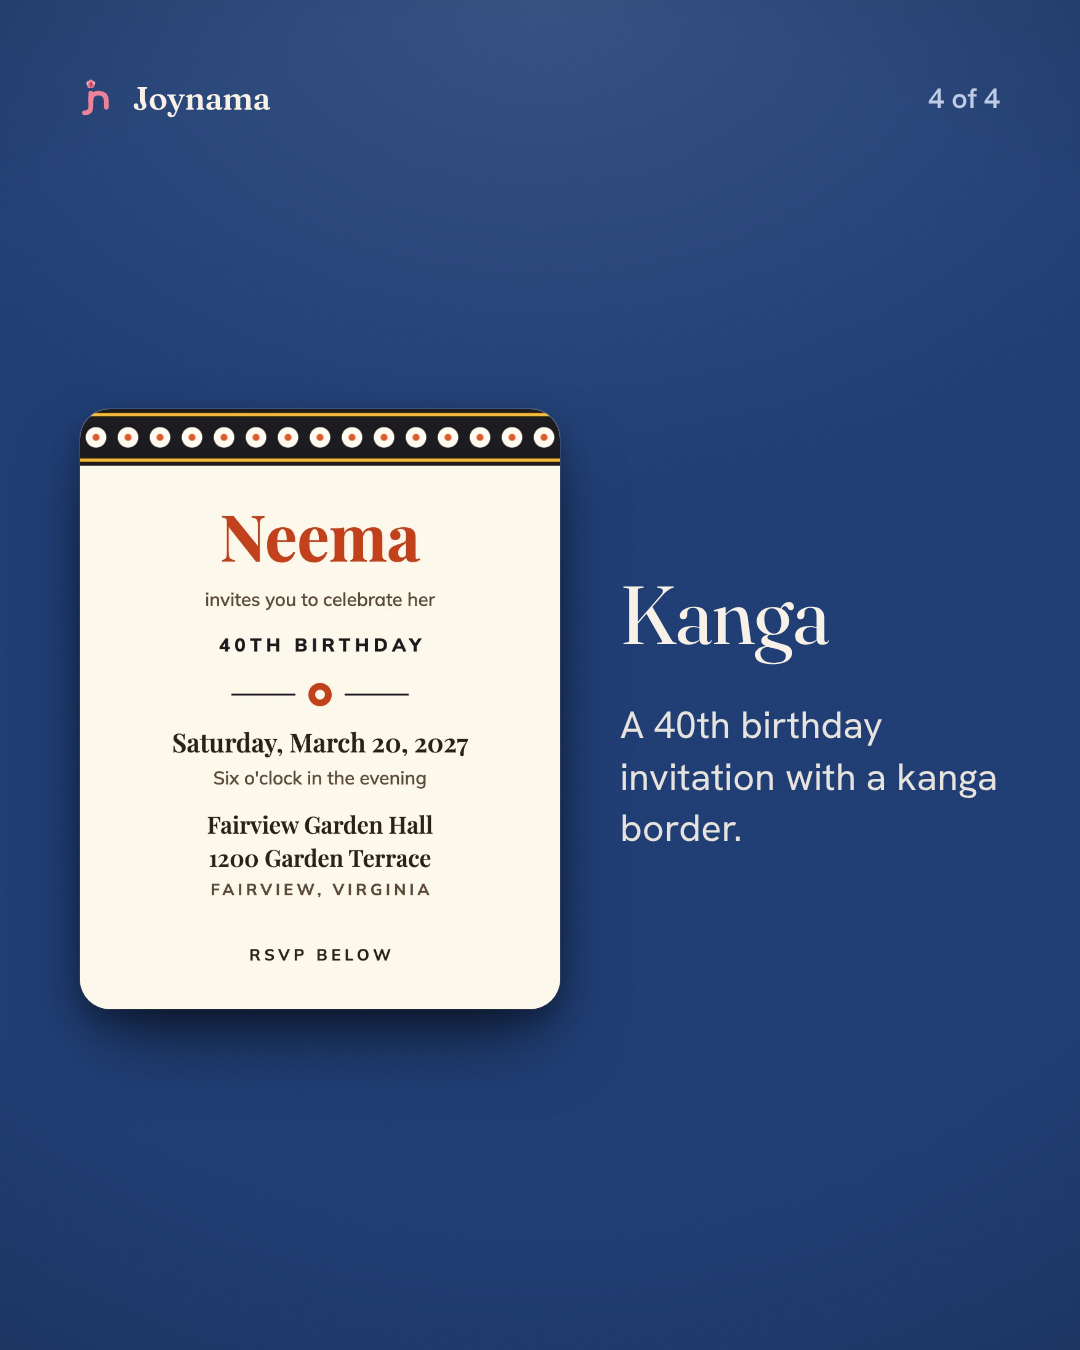 Joynama
4 of 4
Neema
invites you to celebrate her
40TH BIRTHDAY
Saturday, March 20, 2027
Six o'clock in the evening
Fairview Garden Hall
1200 Garden Terrace
FAIRVIEW, VIRGINIA
RSVP BELOW
Kanga
A 40th birthday
invitation with a kanga
border.